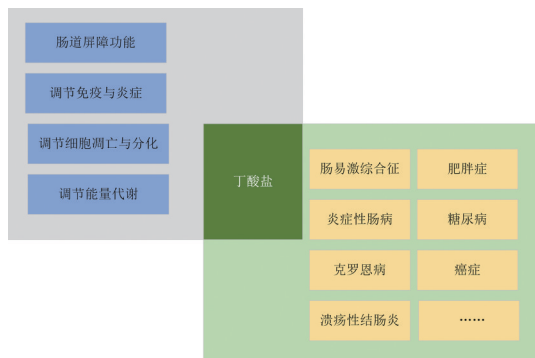 肠道屏障功能
调节免疫与炎症
调节细胞凋亡与分化
调节能量代谢
丁酸盐
肠易激综合征
肥胖症
炎症性肠病
糖尿病
克罗恩病
癌症
溃疡性结肠炎
……